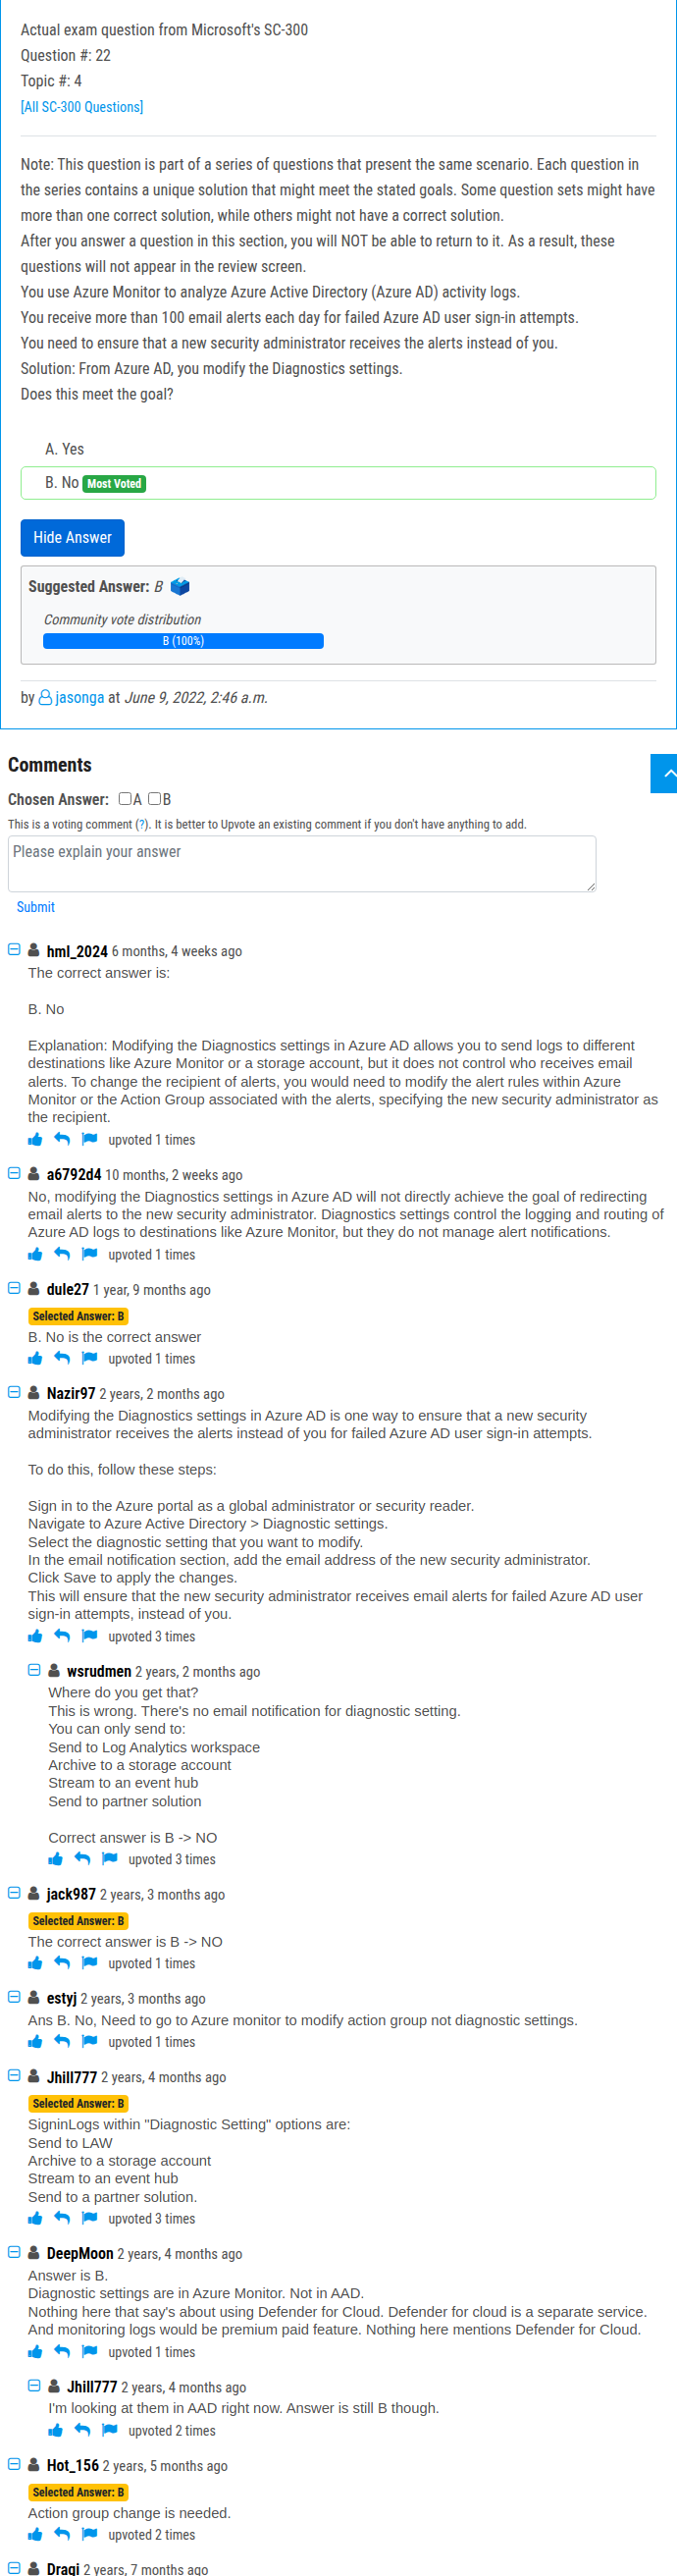 Actual exam question from Microsoft's SC-300
Question #: 22
Topic #: 4
[All SC-300 Questions]
Note: This question is part of a series of questions that present the same scenario. Each question in
the series contains a unique solution that might meet the stated goals. Some question sets might have
more than one correct solution, while others might not have a correct solution.
After you answer a question in this section, you will NOT be able to return to it. As a result, these
questions will not appear in the review screen.
You use Azure Monitor to analyze Azure Active Directory (Azure AD) activity logs.
You receive more than 100 email alerts each day for failed Azure AD user sign-in attempts.
You need to ensure that a new security administrator receives the alerts instead of you.
Solution: From Azure AD, you modify the Diagnostics settings.
Does this meet the goal?
A. Yes
B. No Most Voted
Hide Answer
Suggested Answer: B
Community vote distribution
B (100%)
by jasonga at June 9, 2022, 2:46 a.m.
Comments
Chosen Answer: A B
This is a voting comment (?). It is better to Upvote an existing comment if you don't have anything to add.
Please explain your answer
Submit
hml_2024 6 months, 4 weeks ago
The correct answer is:
B. No
Explanation: Modifying the Diagnostics settings in Azure AD allows you to send logs to different
destinations like Azure Monitor or a storage account, but it does not control who receives email
alerts. To change the recipient of alerts, you would need to modify the alert rules within Azure
Monitor or the Action Group associated with the alerts, specifying the new security administrator as
the recipient.
upvoted 1 times
a6792d4 10 months, 2 weeks ago
No, modifying the Diagnostics settings in Azure AD will not directly achieve the goal of redirecting
email alerts to the new security administrator. Diagnostics settings control the logging and routing of
Azure AD logs to destinations like Azure Monitor, but they do not manage alert notifications.
upvoted 1 times
dule27 1 year, 9 months ago
Selected Answer: B
B. No is the correct answer
upvoted 1 times
Nazir97 2 years, 2 months ago
Modifying the Diagnostics settings in Azure AD is one way to ensure that a new security
administrator receives the alerts instead of you for failed Azure AD user sign-in attempts.
To do this, follow these steps:
Sign in to the Azure portal as a global administrator or security reader.
Navigate to Azure Active Directory > Diagnostic settings.
Select the diagnostic setting that you want to modify.
In the email notification section, add the email address of the new security administrator.
Click Save to apply the changes.
This will ensure that the new security administrator receives email alerts for failed Azure AD user
sign-in attempts, instead of you.
upvoted 3 times
wsrudmen 2 years, 2 months ago
Where do you get that?
This is wrong. There's no email notification for diagnostic setting.
You can only send to:
Send to Log Analytics workspace
Archive to a storage account
Stream to an event hub
Send to partner solution
Correct answer is B -> NO
upvoted 3 times
jack987 2 years, 3 months ago
Selected Answer: B
The correct answer is B -> NO
upvoted 1 times
estyj 2 years, 3 months ago
Ans B. No, Need to go to Azure monitor to modify action group not diagnostic settings.
upvoted 1 times
Jhill777 2 years, 4 months ago
Selected Answer: B
SigninLogs within "Diagnostic Setting" options are:
Send to LAW
Archive to a storage account
Stream to an event hub
Send to a partner solution.
upvoted 3 times
DeepMoon 2 years, 4 months ago
Answer is B.
Diagnostic settings are in Azure Monitor. Not in AAD.
Nothing here that say's about using Defender for Cloud. Defender for cloud is a separate service.
And monitoring logs would be premium paid feature. Nothing here mentions Defender for Cloud.
upvoted 1 times
Jhill777 2 years, 4 months ago
I'm looking at them in AAD right now. Answer is still B though.
upvoted 2 times
Hot_156 2 years, 5 months ago
Selected Answer: B
Action group change is needed.
upvoted 2 times
Dragi 2 years, 7 months ago